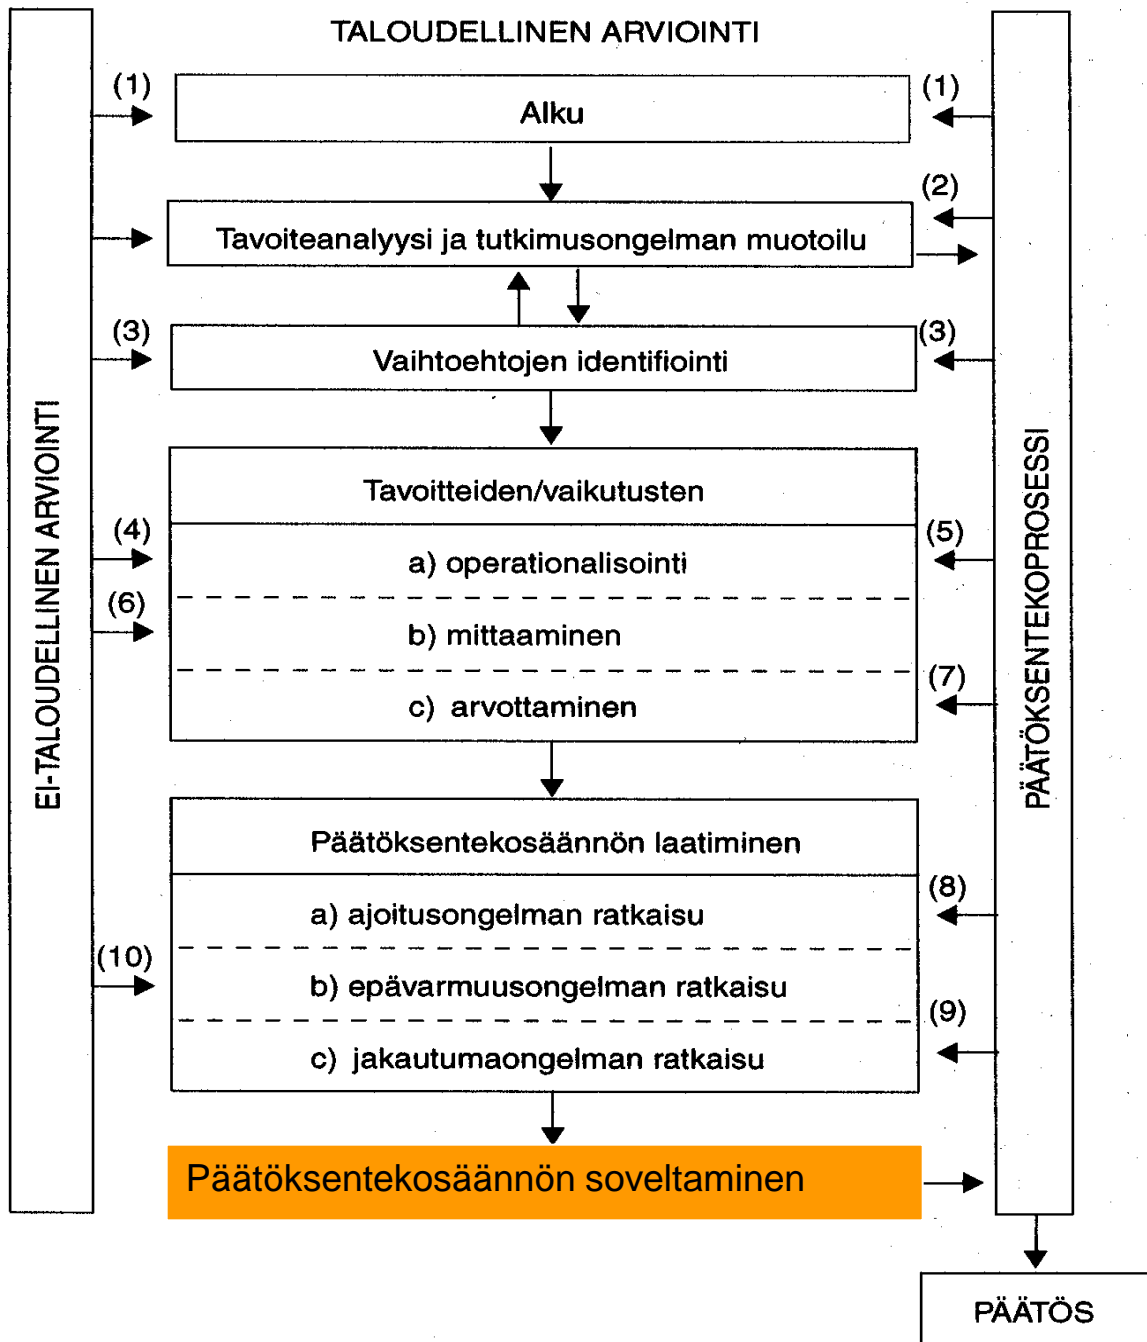 TALOUDELLINEN ARVIOINTI
(1)
(1)
Alku
(2)
Tavoiteanalyysi ja tutkimusongelman muotoilu
(3)
(3)
Vaihtoehtojen identifiointi
Tavoitteiden/vaikutusten
(4)
(5)
a) operationalisointi
(6)
b) mittaaminen
(7)
c) arvottaminen
Päätöksentekosäännön laatiminen
(8)
a) ajoitusongelman ratkaisu
(10)
b) epävarmuusongelman ratkaisu
(9)
c) jakautumaongelman ratkaisu
Päätöksentekosäännön soveltaminen
EI-TALOUDELLINEN ARVIOINTI
PÄÄTÖKSENTEKOPROSESSI
PÄÄTÖS